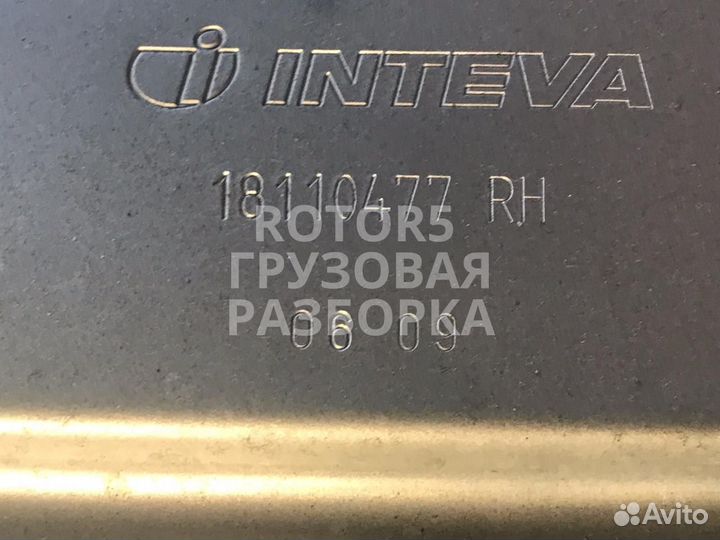 INTEVA
18110477 RH
ROTOR5
ГРУЗОВАЯ
РАЗБОРКА
06 09
Avito